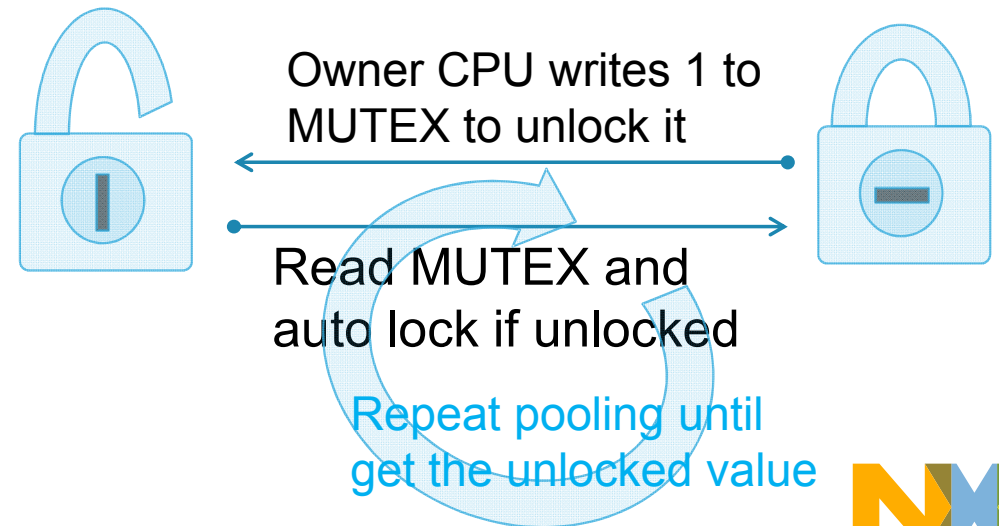 Owner CPU writes 1 to
MUTEX to unlock it
Read MUTEX and
auto lock if unlocked
Repeat pooling until
get the unlocked value